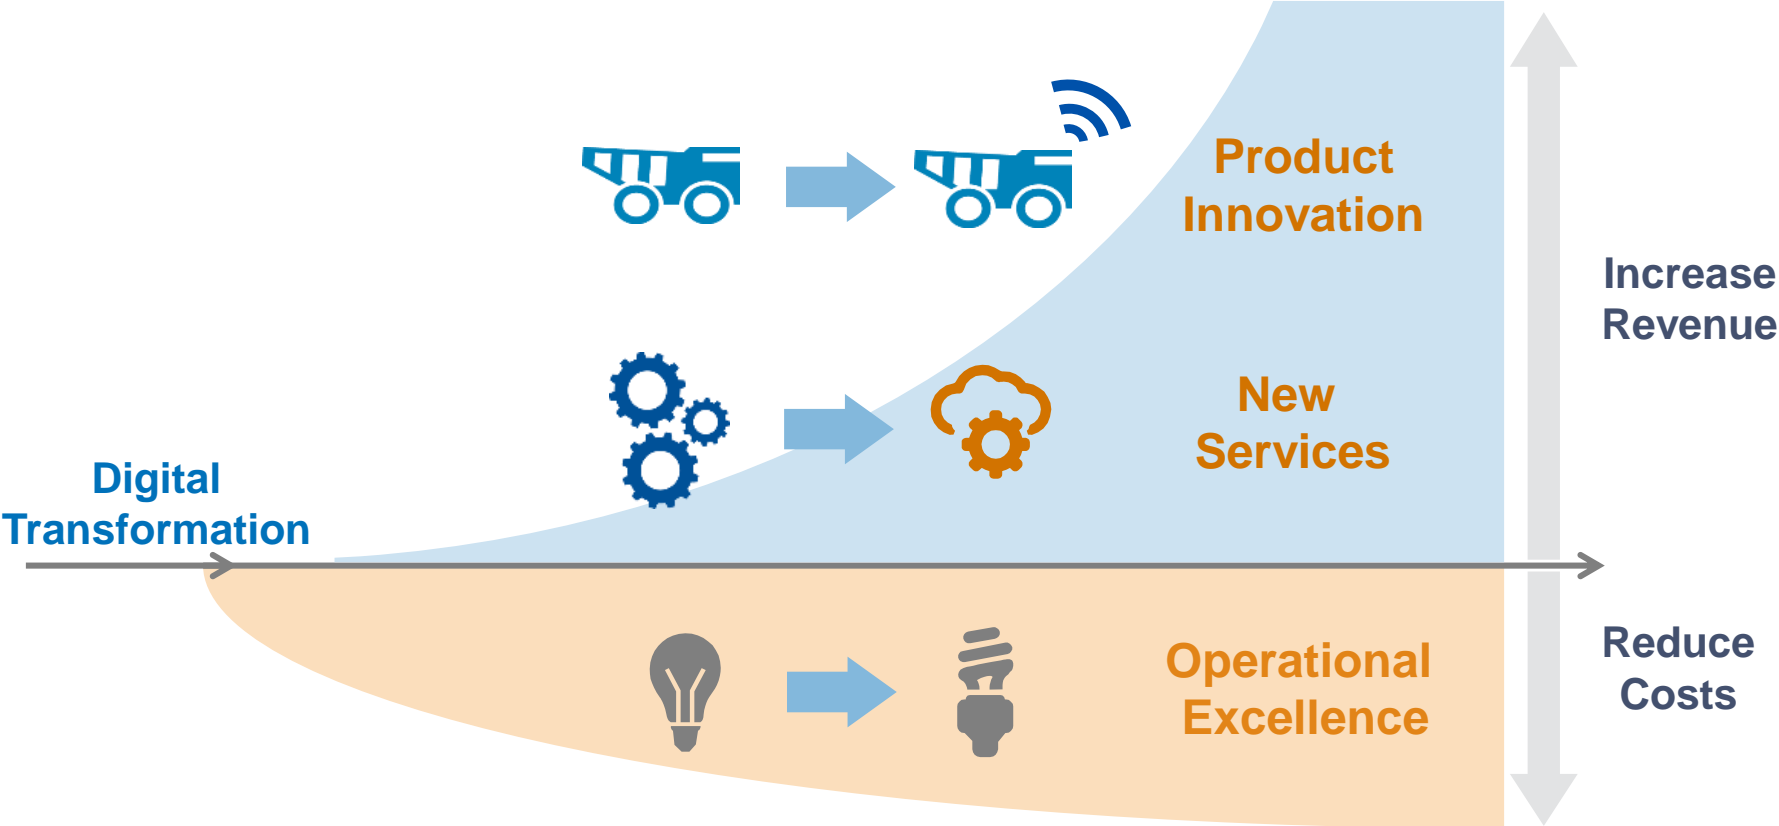 Product
Innovation
Increase
Revenue
New
Services
Digital
Transformation
Operational
Excellence
Reduce
Costs